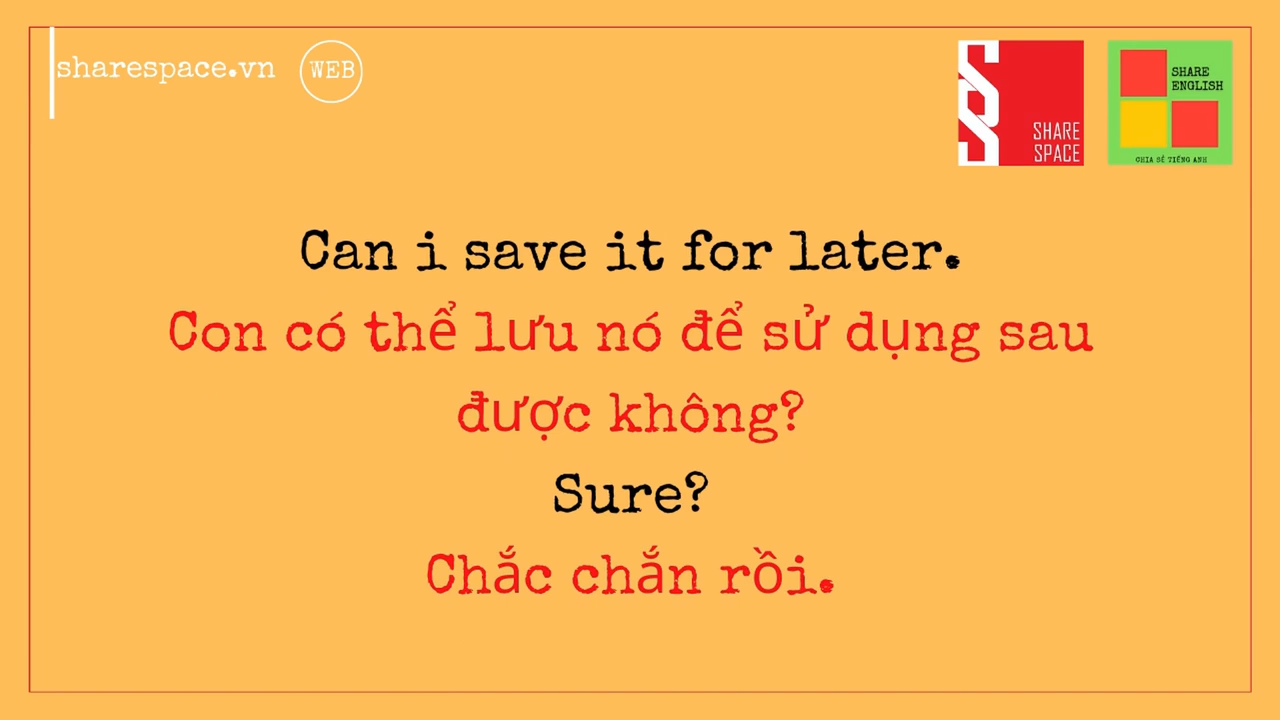 sharespace.vn
WEB
SHARE
SPACE
SHARE
ENGLISH
CHIA SẺ TIẾNG ANH
Can i save it for later.
Con có thể lưu nó để sử dụng sau
được không?
Sure?
Chắc chắn rồi.